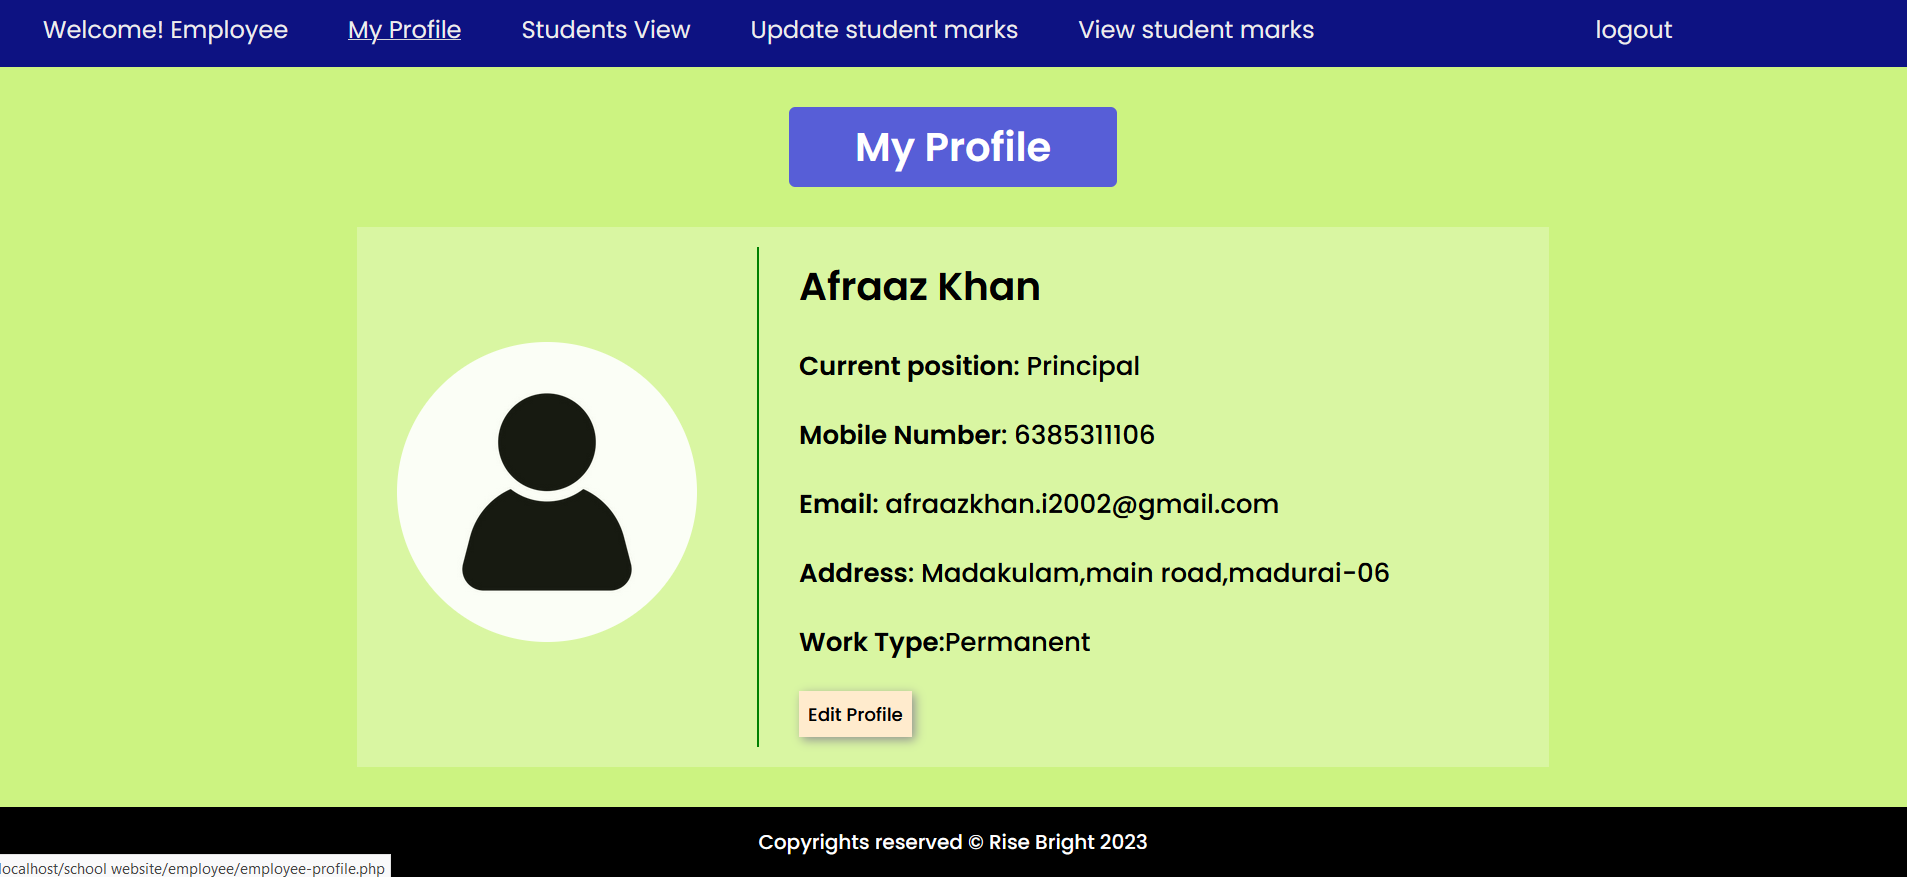 Welcome! Employee My Profile Students View Update student marks View student marks logout
My Profile
Afraaz Khan
Current position: Principal
Mobile Number: 6385311106
Email: afraazkhan.i2002@gmail.com
Address: Madakulam,main road,madurai-06
Work Type:Permanent
Edit Profile
Copyrights reserved © Rise Bright 2023
localhost/school website/employee/employee-profile.php